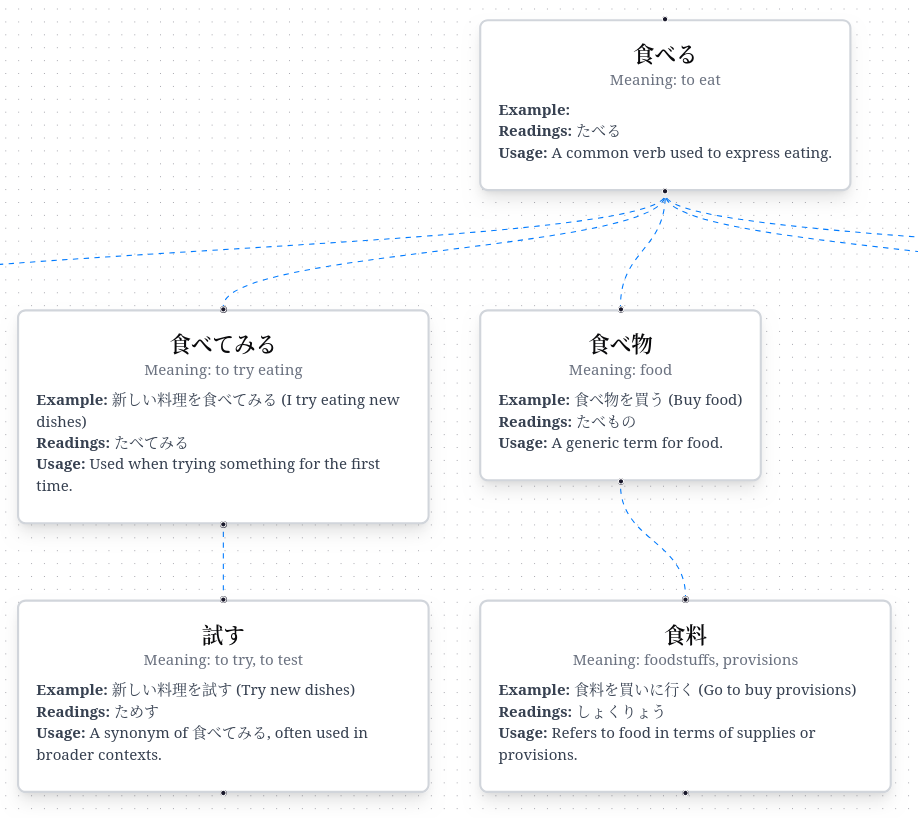 食べる
Meaning: to eat
Example:
Readings: たべる
Usage: A common verb used to express eating.
食べてみる
Meaning: to try eating
Example: 新しい料理を食べてみる (I try eating new
dishes)
Readings: たべてみる
Usage: Used when trying something for the first
time.
食べ物
Meaning: food
Example: 食べ物を買う (Buy food)
Readings: たべもの
Usage: A generic term for food.
試す
Meaning: to try, to test
Example: 新しい料理を試す (Try new dishes)
Readings: ためす
Usage: A synonym of 食べてみる, often used in
broader contexts.
食料
Meaning: foodstuffs, provisions
Example: 食料を買いに行く (Go to buy provisions)
Readings: しょくりょう
Usage: Refers to food in terms of supplies or
provisions.